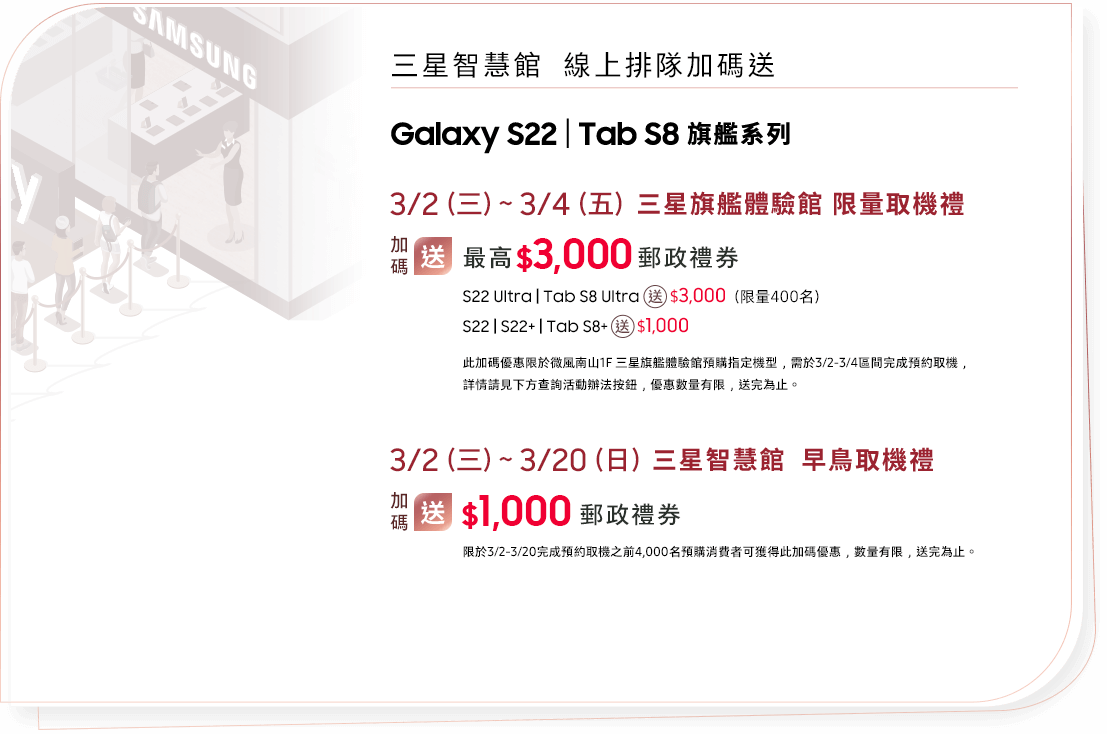 SAMSUNG
y
三星智慧館 線上排隊加碼送
Galaxy S22 | Tab S8 旗艦系列
3/2 (三) ~ 3/4 (五) 三星旗艦體驗館 限量取機禮
加碼 送 最高$3,000 郵政禮券
S22 Ultra | Tab S8 Ultra 送 $3,000 (限量400名)
S22 | S22+ | Tab S8+ 送 $1,000
此加碼優惠限於微風南山1F 三星旗艦體驗館預購指定機型，需於3/2-3/4區間完成預約取機，
詳情請見下方查詢活動辦法按鈕，優惠數量有限，送完為止。
3/2 (三) ~ 3/20 (日) 三星智慧館 早鳥取機禮
加碼 送 $1,000 郵政禮券
限於3/2-3/20完成預約取機之前4,000名預購消費者可獲得此加碼優惠，數量有限，送完為止。